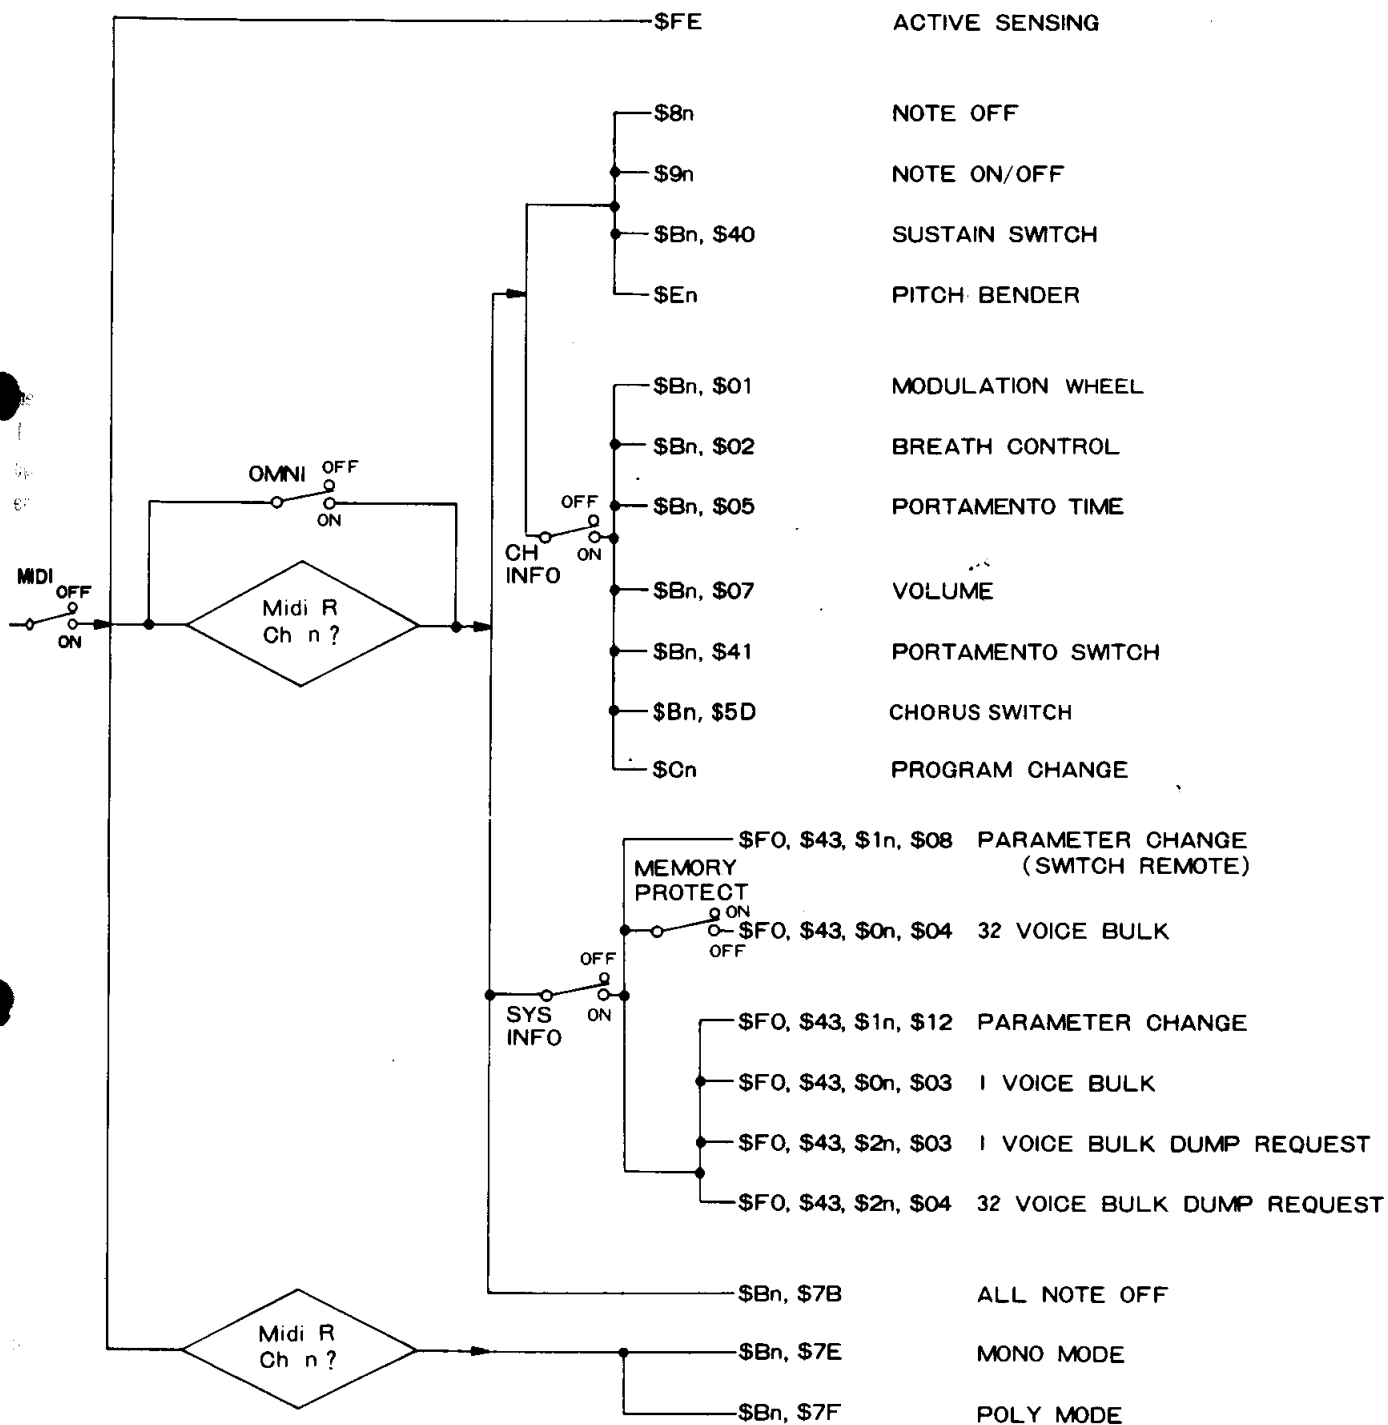 $FE ACTIVE SENSING
$8n NOTE OFF
$9n NOTE ON/OFF
$Bn, $40 SUSTAIN SWITCH
$En PITCH BENDER
$Bn, $01 MODULATION WHEEL
$Bn, $02 BREATH CONTROL
OMNI OFF
ON
$Bn, $05 PORTAMENTO TIME
OFF
ON
CH
INFO
MIDI
OFF
ON
Midi R
Ch n ?
$Bn, $07 VOLUME
$Bn, $41 PORTAMENTO SWITCH
$Bn, $5D CHORUS SWITCH
$Cn PROGRAM CHANGE
$F0, $43, $1n, $08 PARAMETER CHANGE
(SWITCH REMOTE)
MEMORY
PROTECT
ON
OFF
$F0, $43, $0n, $04 32 VOICE BULK
OFF
ON
SYS
INFO
$F0, $43, $1n, $12 PARAMETER CHANGE
$F0, $43, $0n, $03 1 VOICE BULK
$F0, $43, $2n, $03 1 VOICE BULK DUMP REQUEST
$F0, $43, $2n, $04 32 VOICE BULK DUMP REQUEST
$Bn, $7B ALL NOTE OFF
Midi R
Ch n ?
$Bn, $7E MONO MODE
$Bn, $7F POLY MODE